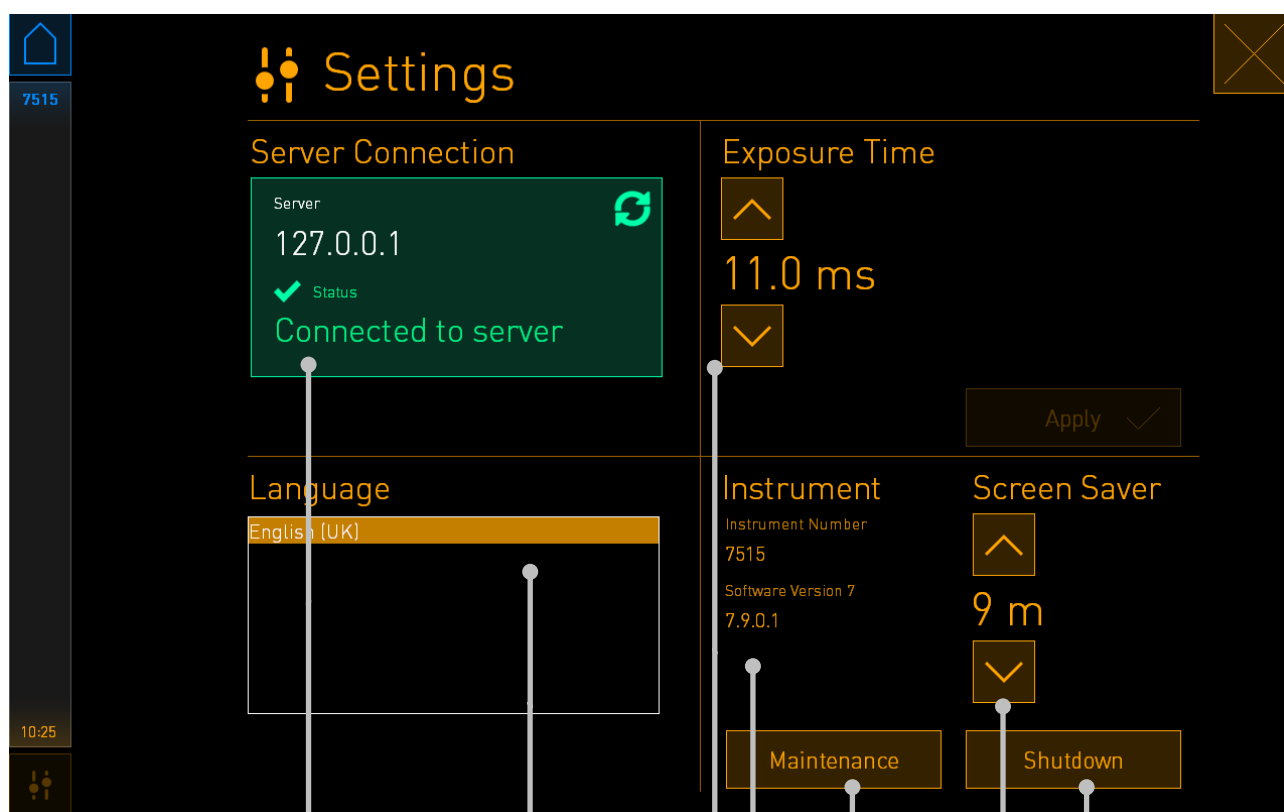 Settings
7515
Server Connection
Server
127.0.0.1
Status
Connected to server
Exposure Time
11.0 ms
Apply
Language
English (UK)
Instrument
Instrument Number
7515
Software Version 7
7.9.0.1
Screen Saver
9 m
10:25
Maintenance
Shutdown